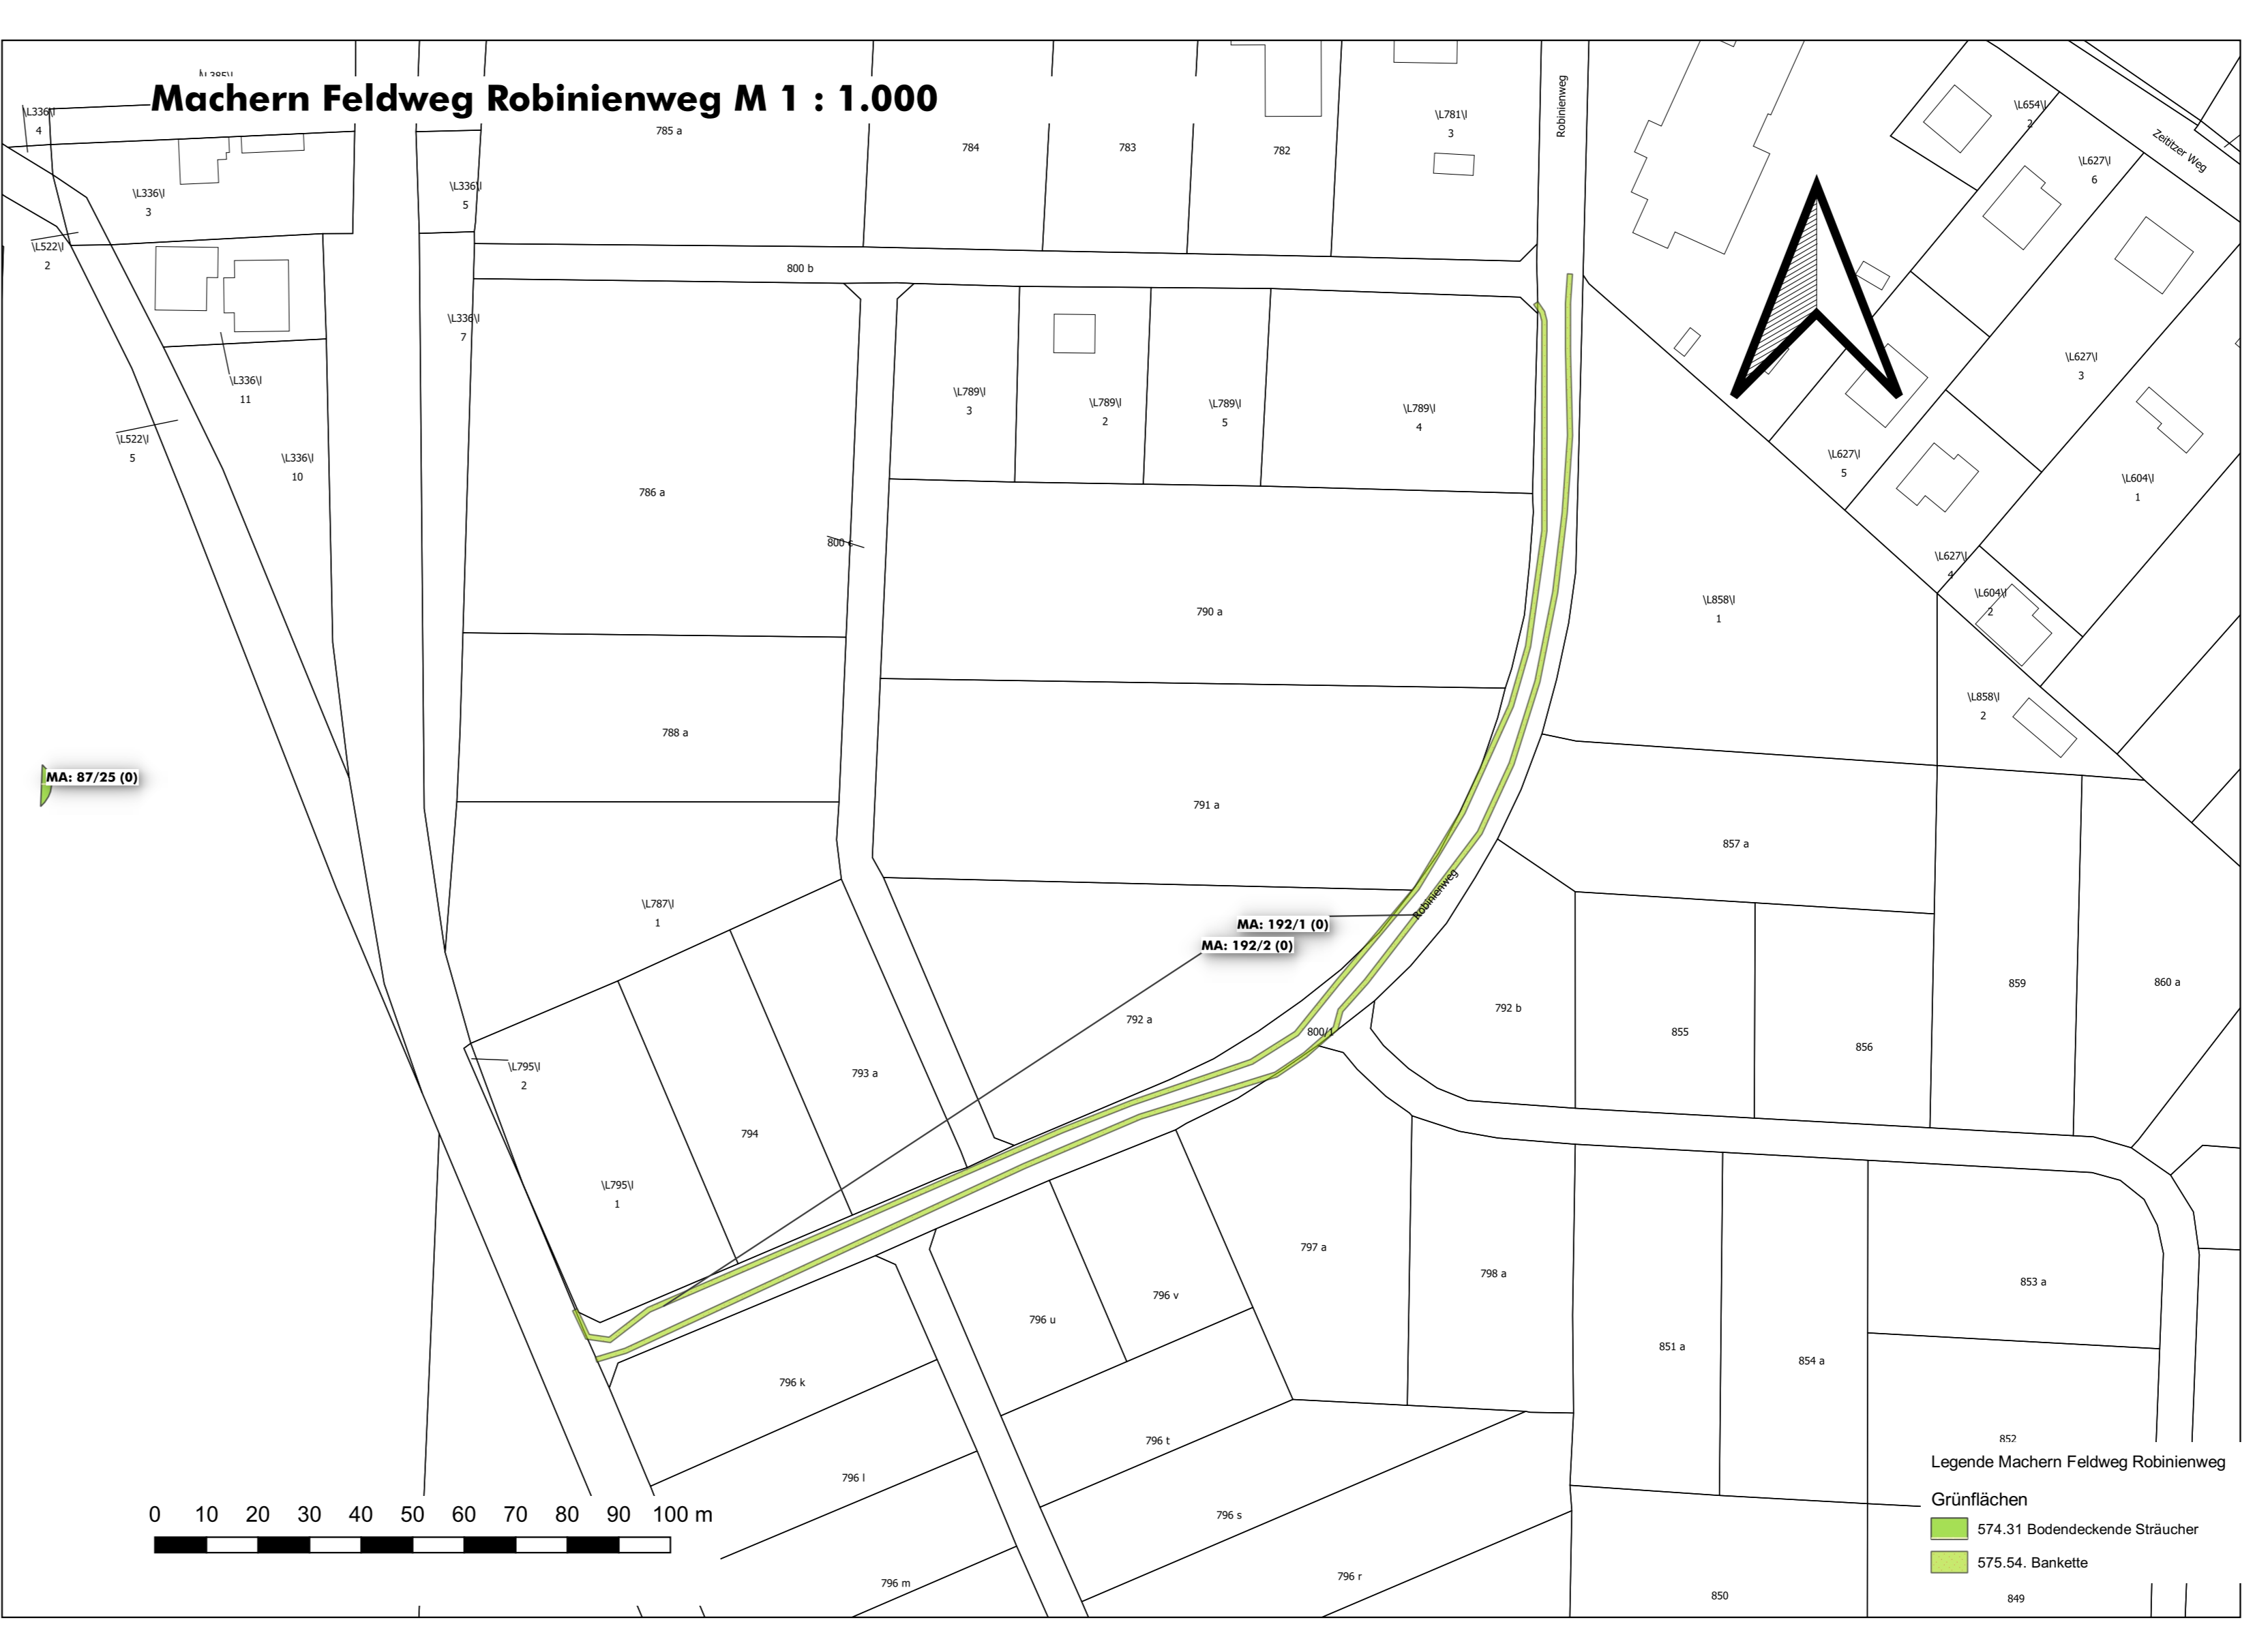 \L385\l
Machern Feldweg Robinienweg M 1 : 1.000
\L336\l
4
785 a
784
783
782
\L781\l
3
Robinienweg
\L654\l
2
Zeititzer Weg
\L627\l
6
\L336\l
3
\L336\l
5
\L522\l
2
800 b
\L336\l
7
\L336\l
11
\L522\l
5
\L336\l
10
786 a
800 c
\L789\l
3
\L789\l
2
\L789\l
5
\L789\l
4
\L627\l
3
\L627\l
5
\L604\l
1
\L627\l
4
\L604\l
2
\L858\l
1
\L858\l
2
790 a
788 a
MA: 87/25 (0)
791 a
857 a
\L787\l
1
Robinienweg
MA: 192/1 (0)
MA: 192/2 (0)
792 a
800/1
792 b
855
856
859
860 a
\L795\l
2
793 a
794
\L795\l
1
797 a
798 a
853 a
796 u
796 v
851 a
854 a
796 k
796 t
852
796 l
796 s
796 r
796 m
850
849
0 10 20 30 40 50 60 70 80 90 100 m
Legende Machern Feldweg Robinienweg
Grünflächen
574.31 Bodendeckende Sträucher
575.54. Bankette